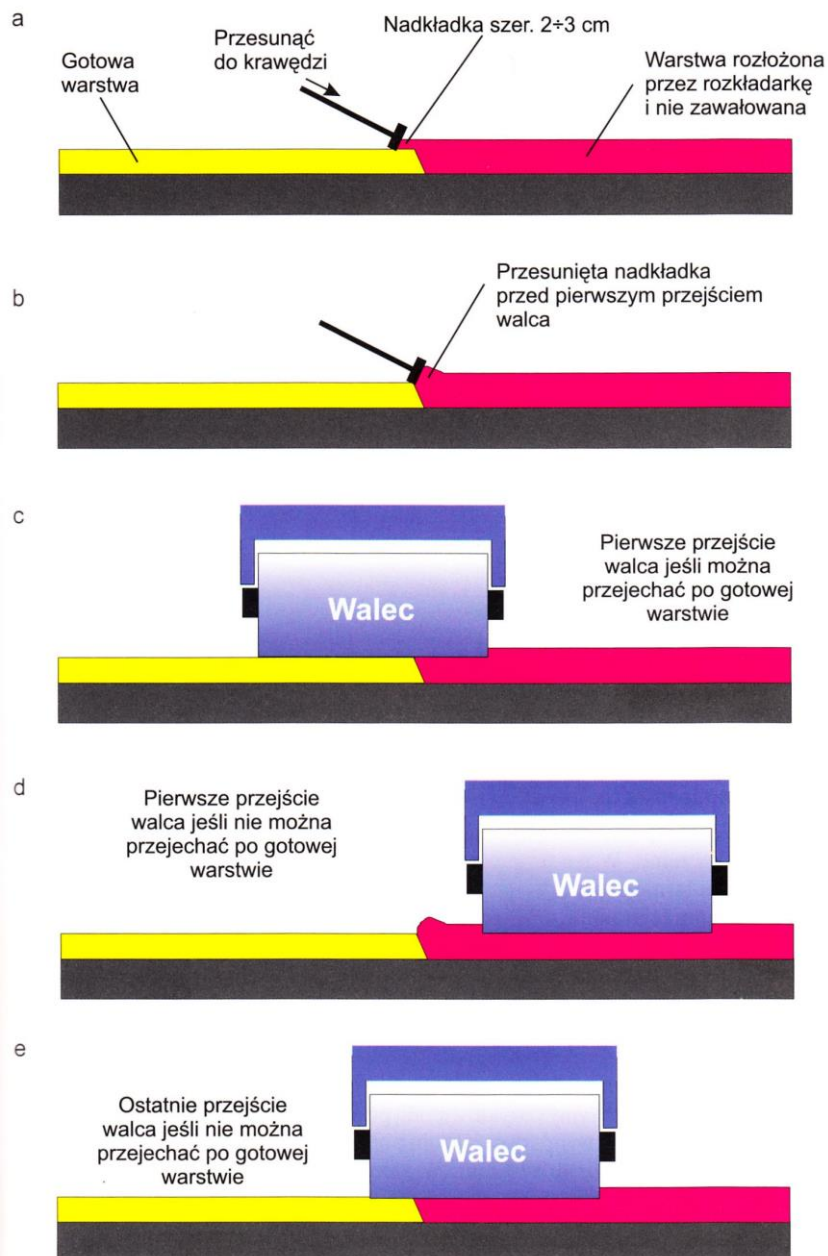 a
Gotowa
warstwa
Przesunąć
do krawędzi
Nadkładka szer. 2÷3 cm
Warstwa rozłożona
przez rozkładarkę
i nie zawałowana
b
Przesunięta nadkładka
przed pierwszym przejściem
walca
c
Walec
Pierwsze przejście
walca jeśli można
przejechać po gotowej
warstwie
d
Pierwsze przejście
walca jeśli nie można
przejechać po gotowej
warstwie
Walec
e
Ostatnie przejście
walca jeśli nie można
przejechać po gotowej
warstwie
Walec